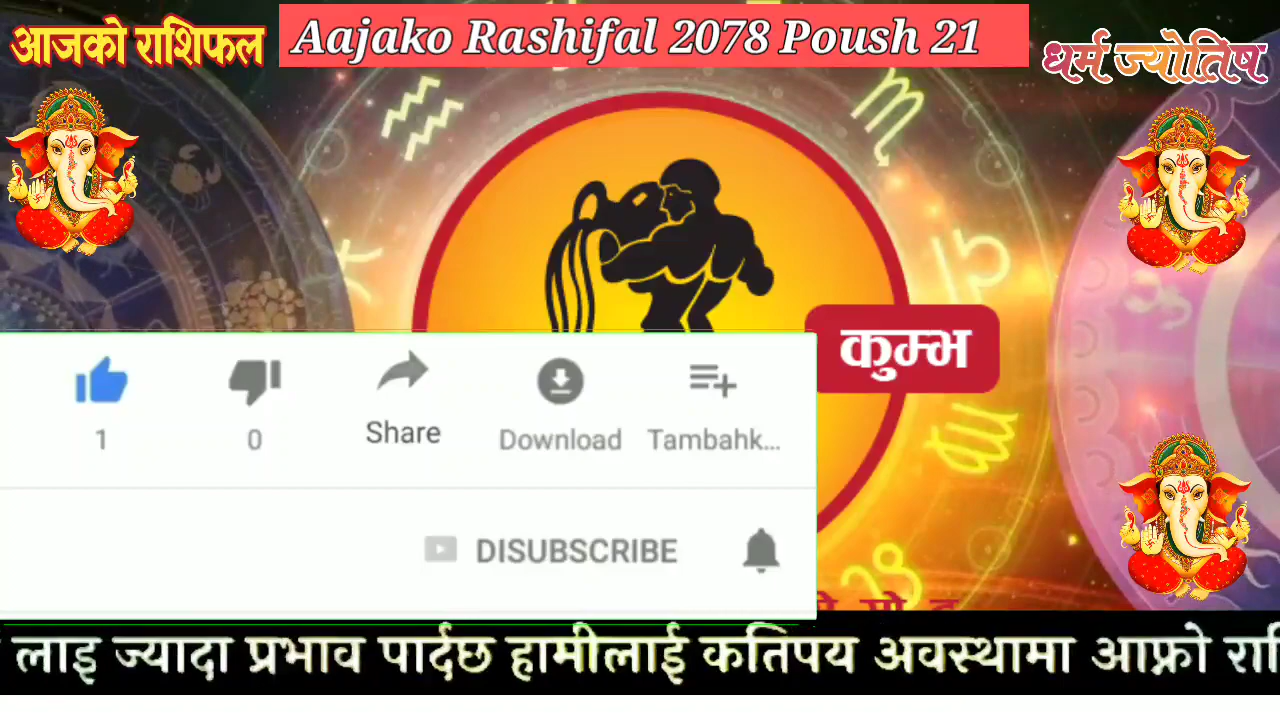 आजको राशिफल
Aajako Rashifal 2078 Poush 21
धर्म ज्योतिष
कुम्भ
1
0
Share
Download
Tambahk...
DISUBSCRIBE
लाइ ज्यादा प्रभाव पार्दछ हामीलाई कतिपय अवस्थामा आफ्नो